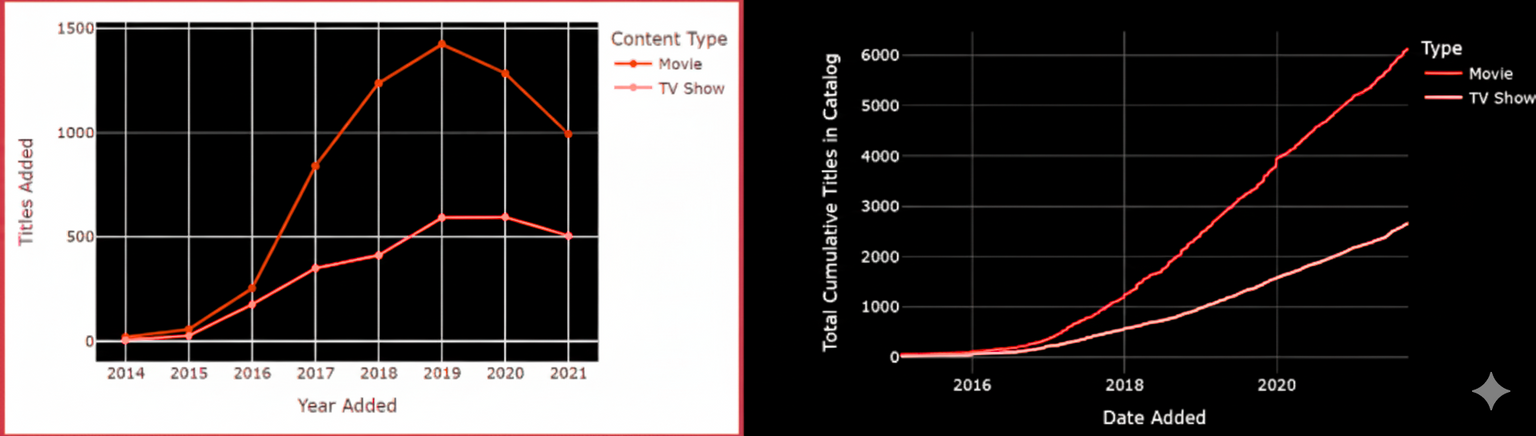 1500
1000
500
0
Titles Added
2014 2015 2016 2017 2018 2019 2020 2021
Year Added
Content Type
Movie
TV Show
6000
5000
4000
3000
2000
1000
0
Total Cumulative Titles in Catalog
2016 2018 2020
Date Added
Type
Movie
TV Show